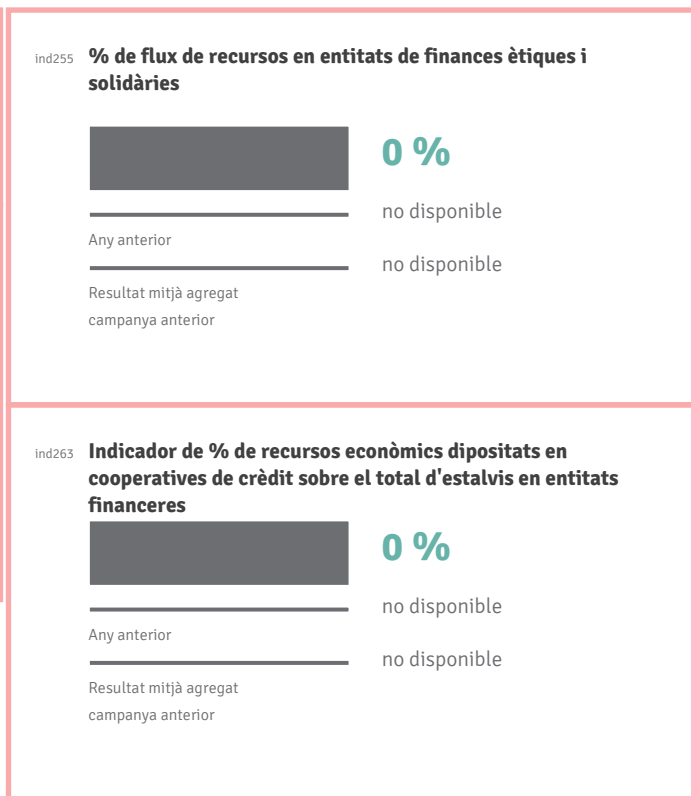 ind255 % de flux de recursos en entitats de finances ètiques i
solidàries
0 %
no disponible
Any anterior
no disponible
Resultat mitjà agregat
campanya anterior
ind263 Indicador de % de recursos econòmics dipositats en
cooperatives de crèdit sobre el total d'estalvis en entitats
financeres
0 %
no disponible
Any anterior
no disponible
Resultat mitjà agregat
campanya anterior